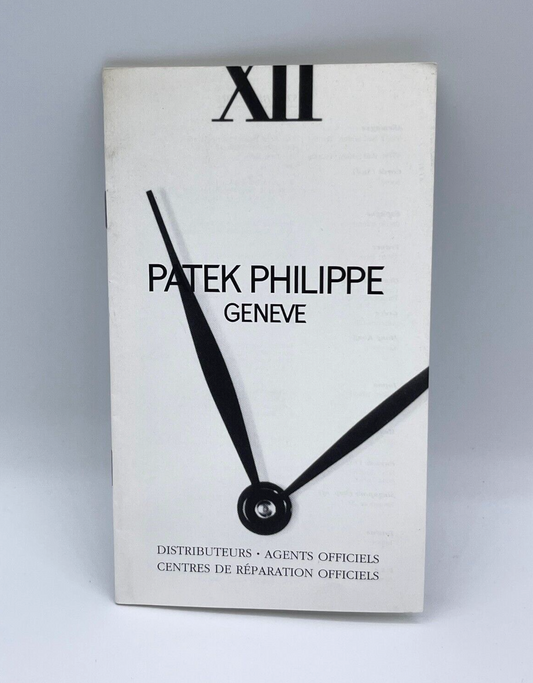 XII
PATEK PHILIPPE
GENEVE
DISTRIBUTEURS · AGENTS OFFICIELS
CENTRES DE RÉPARATION OFFICIELS